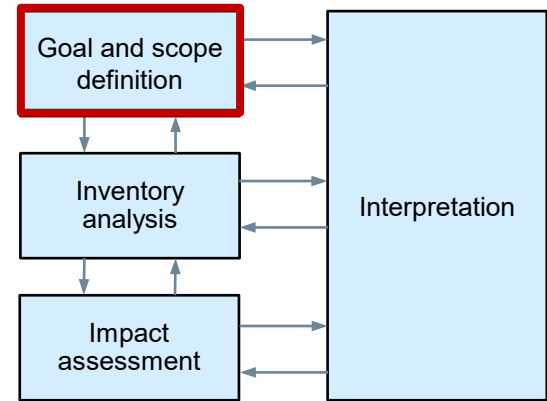 Goal and scope
definition
Inventory
analysis
Interpretation
Impact
assessment